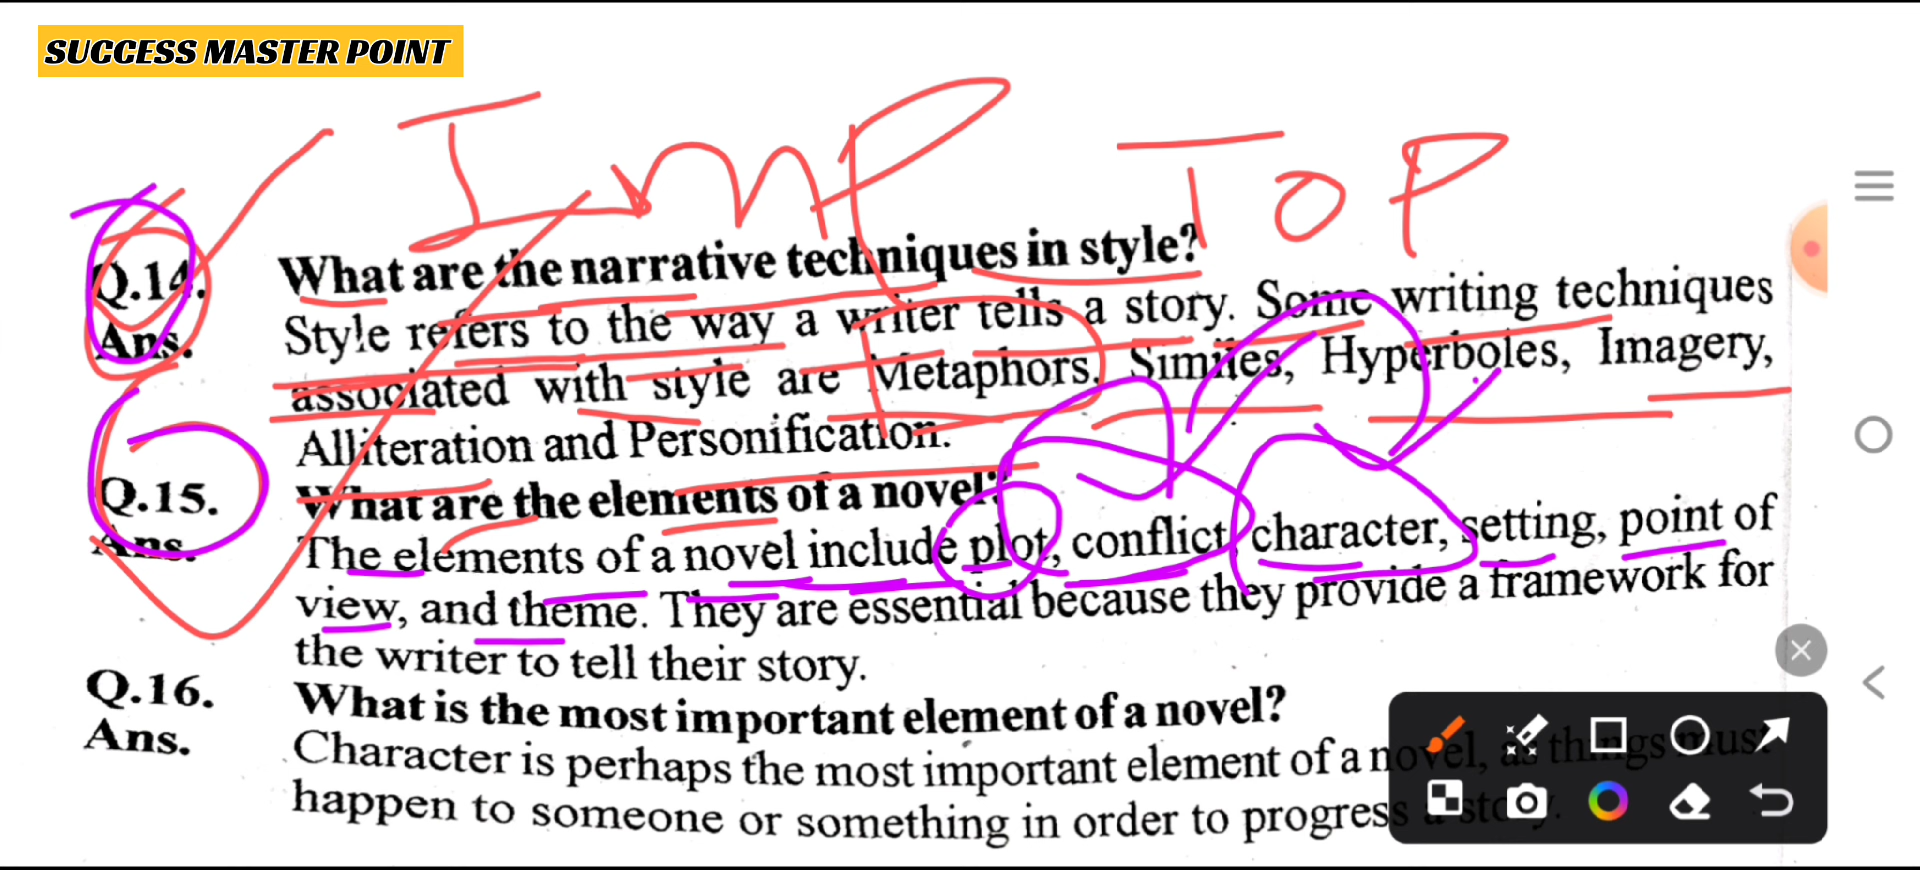 SUCCESS MASTER POINT
Imp TOP
Q.14. What are the narrative techniques in style?
Ans. Style refers to the way a writer tells a story. Some writing techniques
associated with style are Metaphors, Similes, Hyperboles, Imagery,
Alliteration and Personification.
Q.15. What are the elements of a novel?
Ans. The elements of a novel include plot, conflict, character, setting, point of
view, and theme. They are essential because they provide a framework for
the writer to tell their story.
Q.16. What is the most important element of a novel?
Ans. Character is perhaps the most important element of a novel, as things must
happen to someone or something in order to progress a story.